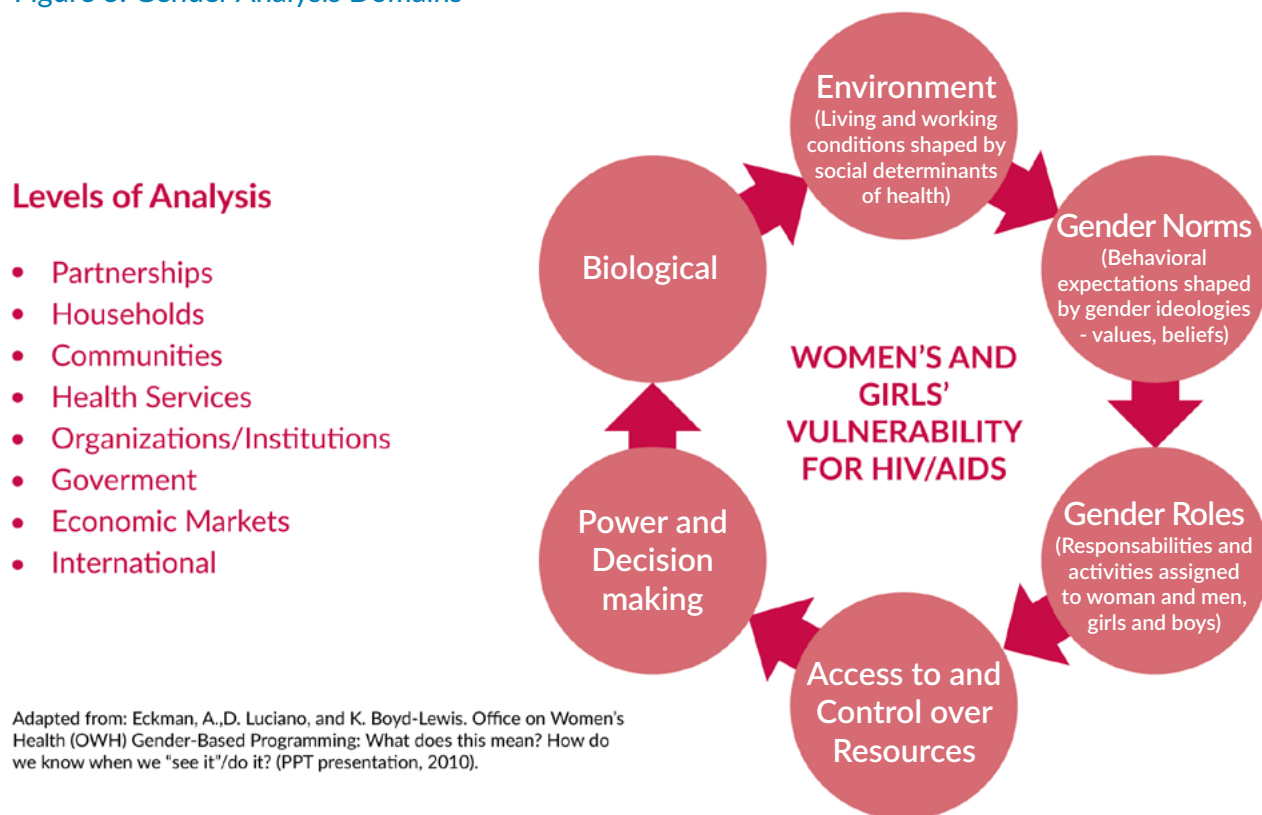 Figure 3. Gender Analysis Domains
Levels of Analysis
• Partnerships
• Households
• Communities
• Health Services
• Organizations/Institutions
• Goverment
• Economic Markets
• International
Adapted from: Eckman, A.,D. Luciano, and K. Boyd-Lewis. Office on Women's
Health (OWH) Gender-Based Programming: What does this mean? How do
we know when we "see it"/do it? (PPT presentation, 2010).
Environment
(Living and working
conditions shaped by
social determinants
of health)
Gender Norms
(Behavioral
expectations shaped
by gender ideologies
- values, beliefs)
Gender Roles
(Responsabilities and
activities assigned
to woman and men,
girls and boys)
Access to and
Control over
Resources
Power and
Decision
making
Biological
WOMEN'S AND
GIRLS'
VULNERABILITY
FOR HIV/AIDS